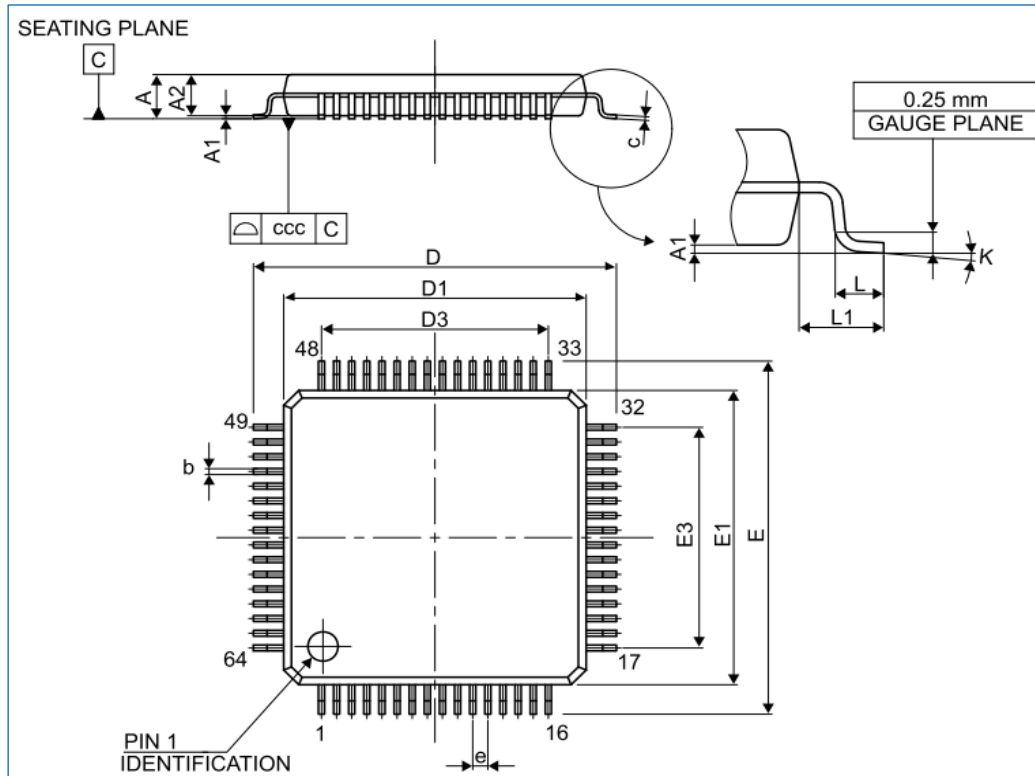 SEATING PLANE
C
A
A2
A1
c
ccc C
0.25 mm
GAUGE PLANE
A1
K
L
L1
D
D1
D3
48
33
49
32
b
E3
E1
E
64
17
PIN 1
IDENTIFICATION
1
16
e